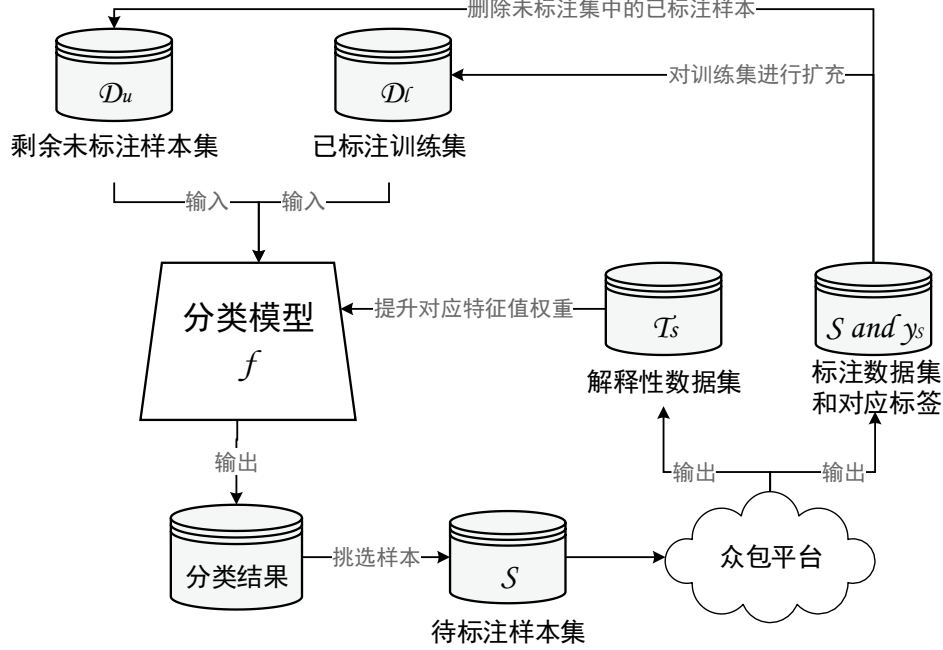 删除未标注集中的已标注样本
对训练集进行扩充
Du
Dl
剩余未标注样本集
已标注训练集
输入
输入
分类模型
f
提升对应特征值权重
Ts
S and ys
解释性数据集
标注数据集
和对应标签
输出
输出
输出
分类结果
挑选样本
S
众包平台
待标注样本集